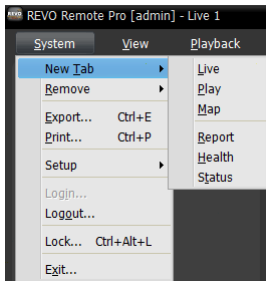 REVO REVO Remote Pro [admin] - Live 1
System View Playback
New Tab
Remove
Export... Ctrl+E
Print... Ctrl+P
Setup
Login...
Logout...
Lock... Ctrl+Alt+L
Exit...
Live
Play
Map
Report
Health
Status